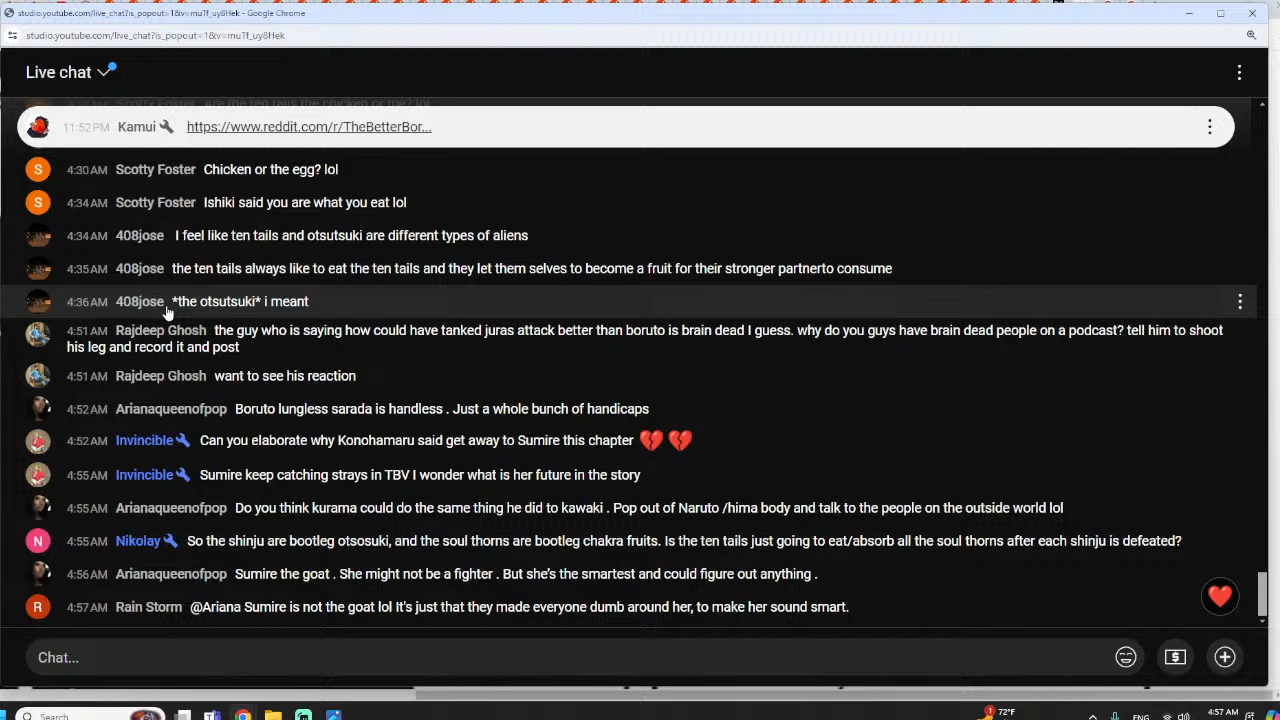 studio.youtube.com/live_chat?is_popout=1&v=muTf_uy8Hek - Google Chrome
studio.youtube.com/live_chat?is_popout=1&v=muTf_uy8Hek
Live chat
4:30AM Scotty Foster Are the ten tails the chicken or me? lol
11:52 PM Kamui https://www.reddit.com/r/TheBetterBor...
S 4:30 AM Scotty Foster Chicken or the egg? lol
S 4:34 AM Scotty Foster Ishiki said you are what you eat lol
4:34 AM 408jose I feel like ten tails and otsutsuki are different types of aliens
4:35 AM 408jose the ten tails always like to eat the ten tails and they let them selves to become a fruit for their stronger partnerto consume
4:36 AM 408jose *the otsutsuki* i meant
4:51 AM Rajdeep Ghosh the guy who is saying how could have tanked juras attack better than boruto is brain dead I guess. why do you guys have brain dead people on a podcast? tell him to shoot
his leg and record it and post
4:51 AM Rajdeep Ghosh want to see his reaction
4:52 AM Arianaqueenofpop Boruto lungless sarada is handless . Just a whole bunch of handicaps
4:52 AM Invincible Can you elaborate why Konohamaru said get away to Sumire this chapter 💔💔
4:55 AM Invincible Sumire keep catching strays in TBV I wonder what is her future in the story
4:55 AM Arianaqueenofpop Do you think kurama could do the same thing he did to kawaki . Pop out of Naruto /hima body and talk to the people on the outside world lol
N 4:55 AM Nikolay So the shinju are bootleg otsosuki, and the soul thorns are bootleg chakra fruits. Is the ten tails just going to eat/absorb all the soul thorns after each shinju is defeated?
4:56 AM Arianaqueenofpop Sumire the goat . She might not be a fighter . But she's the smartest and could figure out anything .
R 4:57 AM Rain Storm @Ariana Sumire is not the goat lol It's just that they made everyone dumb around her, to make her sound smart.
Chat...
Search
1 72°F
ENG
4:57 AM